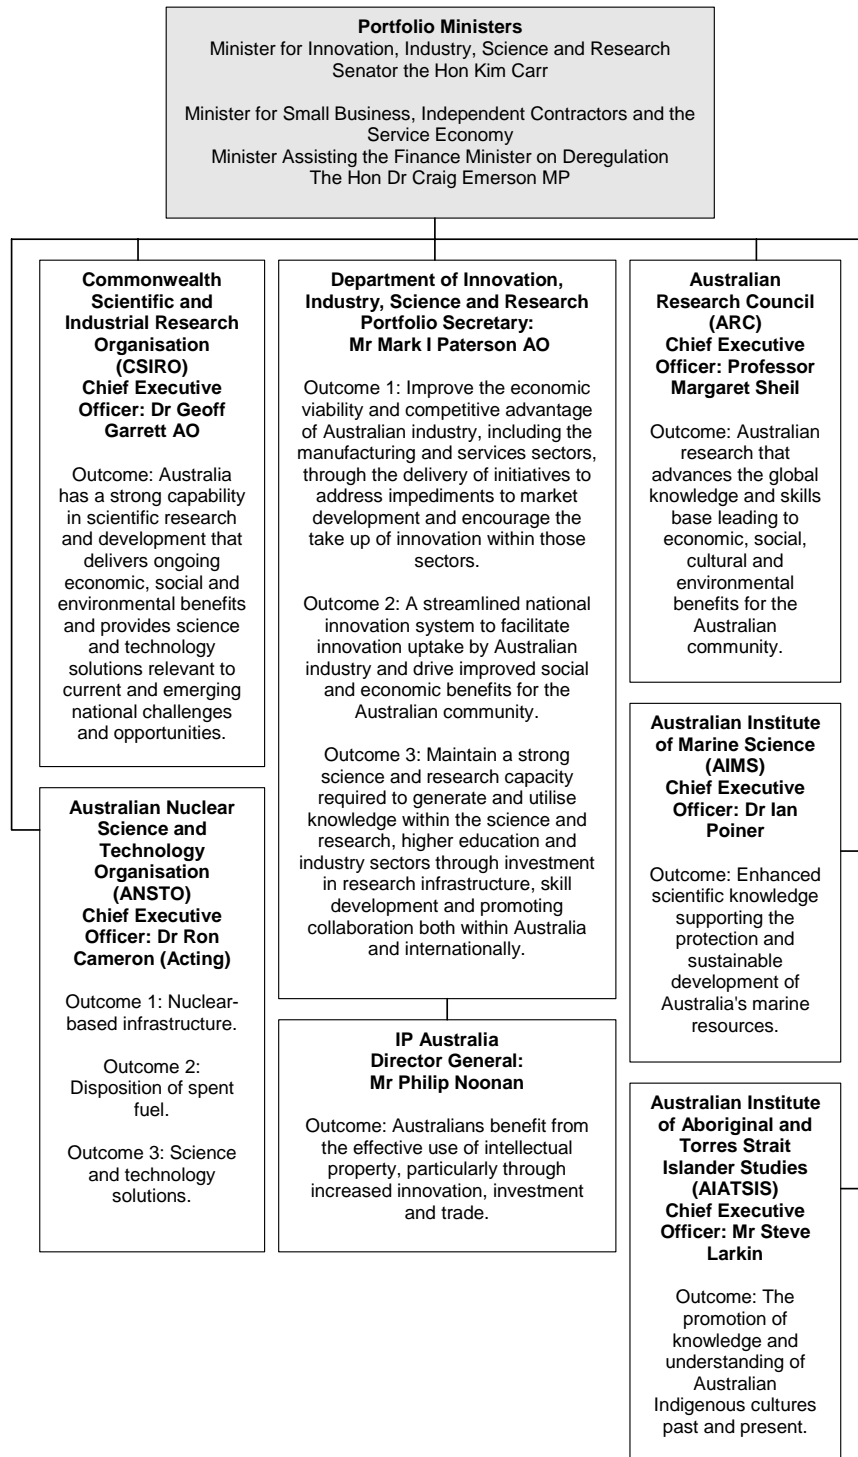 Portfolio Ministers
Minister for Innovation, Industry, Science and Research
Senator the Hon Kim Carr
Minister for Small Business, Independent Contractors and the
Service Economy
Minister Assisting the Finance Minister on Deregulation
The Hon Dr Craig Emerson MP
Commonwealth
Scientific and
Industrial Research
Organisation
(CSIRO)
Chief Executive
Officer: Dr Geoff
Garrett AO
Outcome: Australia
has a strong capability
in scientific research
and development that
delivers ongoing
economic, social and
environmental benefits
and provides science
and technology
solutions relevant to
current and emerging
national challenges
and opportunities.
Australian Nuclear
Science and
Technology
Organisation
(ANSTO)
Chief Executive
Officer: Dr Ron
Cameron (Acting)
Outcome 1: Nuclear-
based infrastructure.
Outcome 2:
Disposition of spent
fuel.
Outcome 3: Science
and technology
solutions.
Department of Innovation,
Industry, Science and Research
Portfolio Secretary:
Mr Mark I Paterson AO
Outcome 1: Improve the economic
viability and competitive advantage
of Australian industry, including the
manufacturing and services sectors,
through the delivery of initiatives to
address impediments to market
development and encourage the
take up of innovation within those
sectors.
Outcome 2: A streamlined national
innovation system to facilitate
innovation uptake by Australian
industry and drive improved social
and economic benefits for the
Australian community.
Outcome 3: Maintain a strong
science and research capacity
required to generate and utilise
knowledge within the science and
research, higher education and
industry sectors through investment
in research infrastructure, skill
development and promoting
collaboration both within Australia
and internationally.
IP Australia
Director General:
Mr Philip Noonan
Outcome: Australians benefit from
the effective use of intellectual
property, particularly through
increased innovation, investment
and trade.
Australian
Research Council
(ARC)
Chief Executive
Officer: Professor
Margaret Sheil
Outcome: Australian
research that
advances the global
knowledge and skills
base leading to
economic, social,
cultural and
environmental
benefits for the
Australian
community.
Australian Institute
of Marine Science
(AIMS)
Chief Executive
Officer: Dr Ian
Poiner
Outcome: Enhanced
scientific knowledge
supporting the
protection and
sustainable
development of
Australia's marine
resources.
Australian Institute
of Aboriginal and
Torres Strait
Islander Studies
(AIATSIS)
Chief Executive
Officer: Mr Steve
Larkin
Outcome: The
promotion of
knowledge and
understanding of
Australian
Indigenous cultures
past and present.